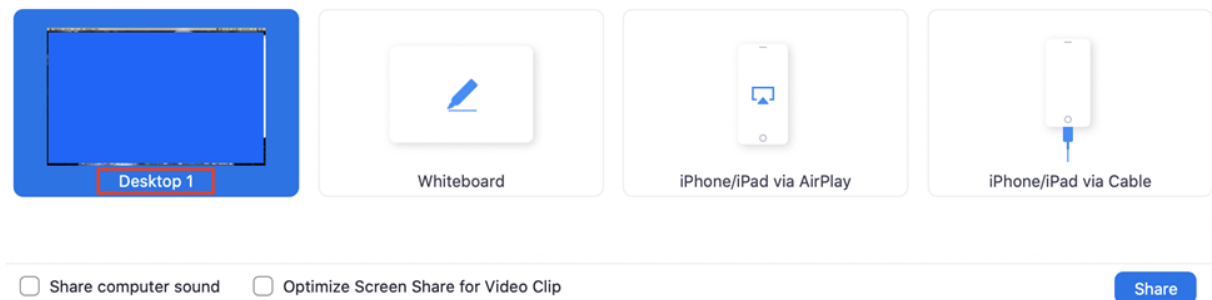 Desktop 1
Whiteboard
iPhone/iPad via AirPlay
iPhone/iPad via Cable
Share computer sound
Optimize Screen Share for Video Clip
Share